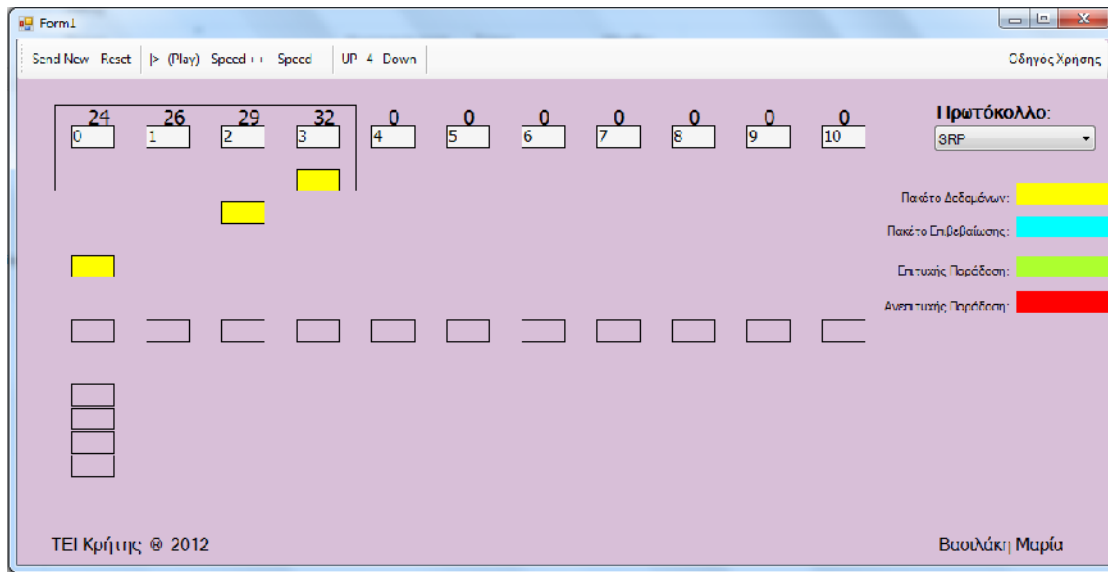 Form1
Send New Reset |> (Play) Speed ++ Speed UP 4 Down Οδηγός Χρήσης
24 26 29 32 0 0 0 0 0 0 0 Πρωτόκολλο:
0 1 2 3 4 5 6 7 8 9 10 SRP
Πακέτο Δεδομένων:
Πακέτο Επιβεβαίωσης:
Επιτυχής Παράδοση:
Ανεπιτυχής Παράδοση:
ΤΕΙ Κρήτης ® 2012 Βασιλάκη Μαρία